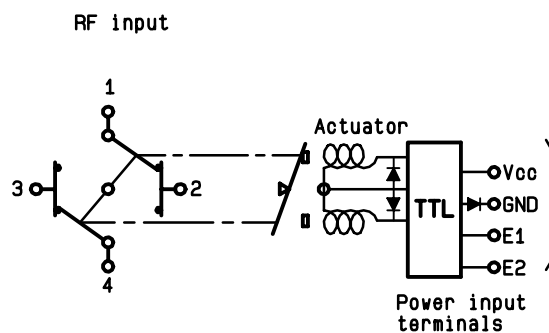 RF input
1
Actuator
3
2
TTL
Vcc
GND
E1
E2
4
Power input
terminals